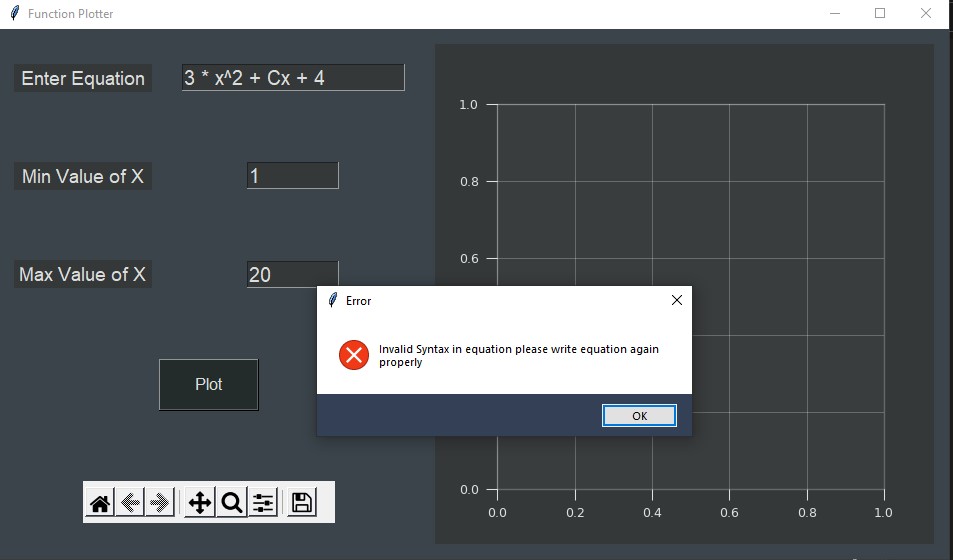 Function Plotter
Enter Equation
3 * x^2 + Cx + 4
Min Value of X
1
Max Value of X
20
Plot
1.0
0.8
0.6
0.0
0.0 0.2 0.4 0.6 0.8 1.0
Error
Invalid Syntax in equation please write equation again
properly
OK